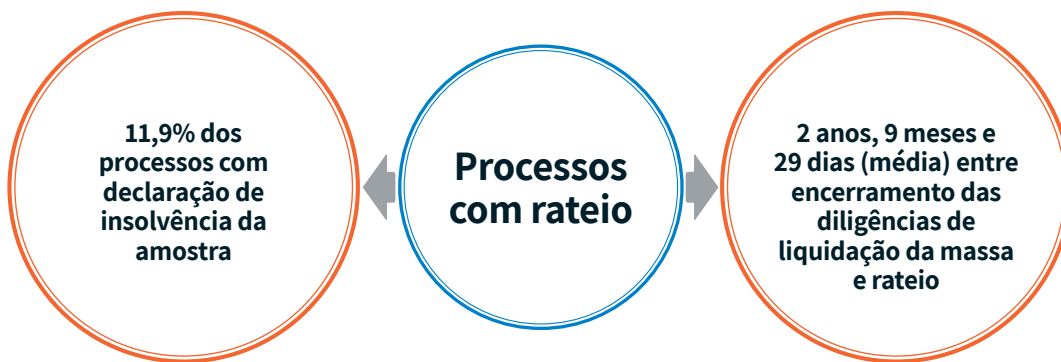 11,9% dos
processos com
declaração de
insolvência da
amostra
Processos
com rateio
2 anos, 9 meses e
29 dias (média) entre
encerramento das
diligências de
liquidação da massa
e rateio